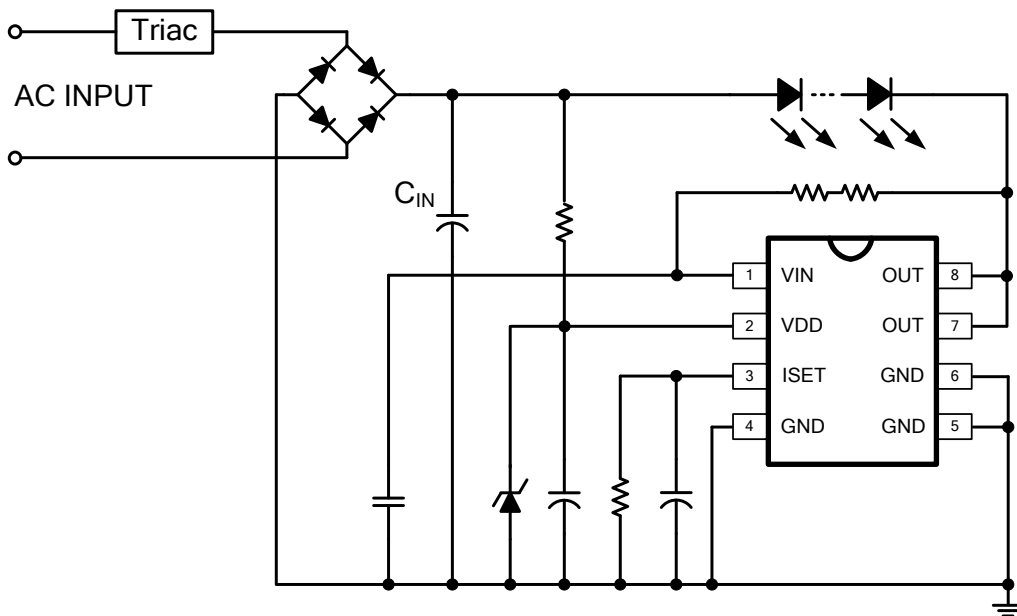 Triac
AC INPUT
C_IN
1 VIN OUT 8
2 VDD OUT 7
3 ISET GND 6
4 GND GND 5